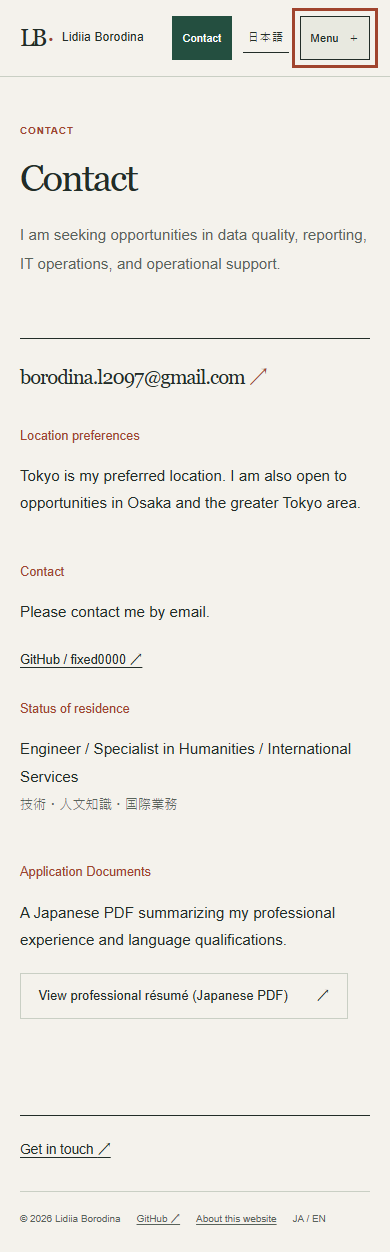 LB· Lidiia Borodina Contact 日本語 Menu +
CONTACT
Contact
I am seeking opportunities in data quality, reporting,
IT operations, and operational support.
borodina.l2097@gmail.com ↗
Location preferences
Tokyo is my preferred location. I am also open to
opportunities in Osaka and the greater Tokyo area.
Contact
Please contact me by email.
GitHub / fixed0000 ↗
Status of residence
Engineer / Specialist in Humanities / International
Services
技術・人文知識・国際業務
Application Documents
A Japanese PDF summarizing my professional
experience and language qualifications.
View professional résumé (Japanese PDF) ↗
Get in touch ↗
© 2026 Lidiia Borodina GitHub ↗ About this website JA / EN